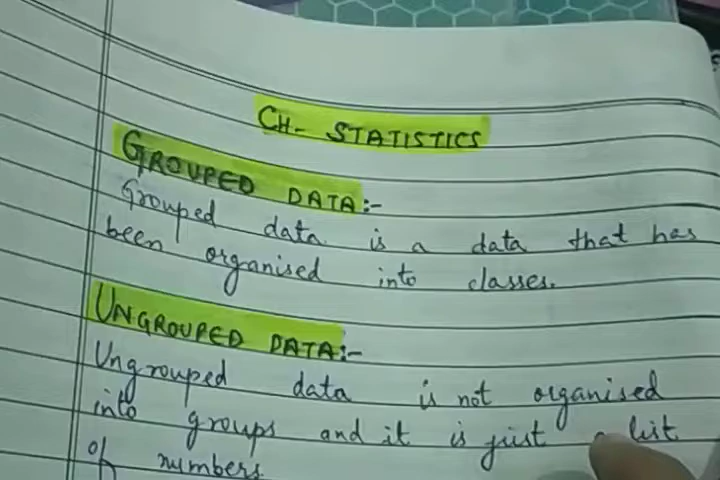 CH- STATISTICS
GROUPED DATA:-
Grouped data is a data that has
been organised into classes.
UNGROUPED DATA:-
Ungrouped data is not organised
into groups and it is just a list
of numbers